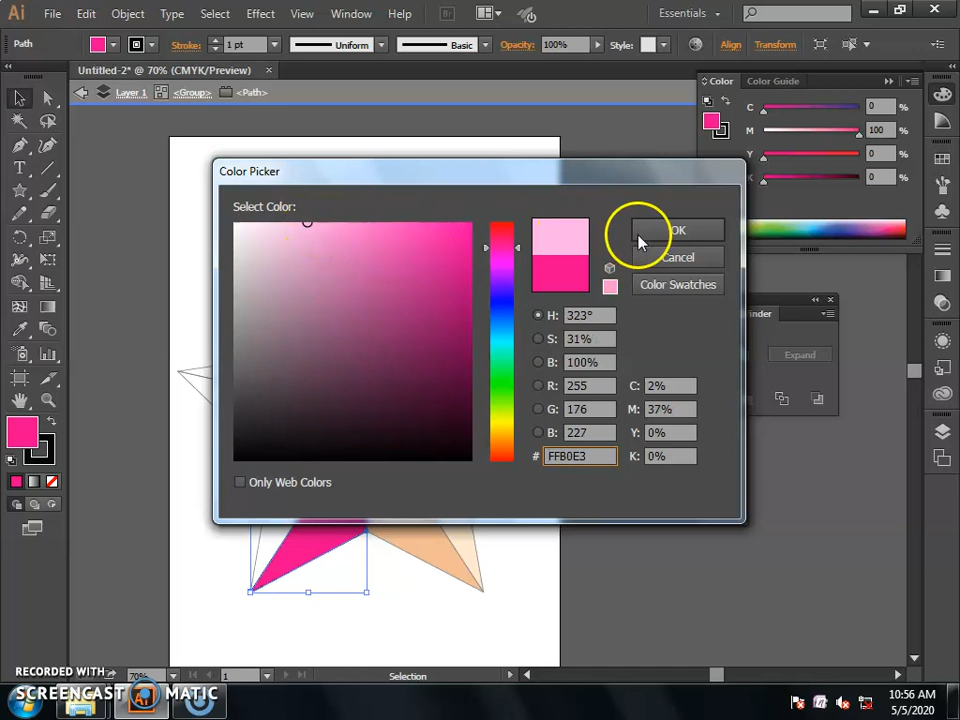 Ai File Edit Object Type Select Effect View Window Help Br Essentials
Path Stroke: 1 pt Uniform Basic Opacity: 100% Style: Align Transform
Untitled-2* @ 70% (CMYK/Preview) ×
Layer 1 <Group> <Path>
Color Color Guide
C 0 %
M 100 %
Y 0 %
K 0 %
Color Picker
Select Color:
OK
Cancel
Color Swatches
H: 323°
S: 31%
B: 100%
R: 255 C: 2%
G: 176 M: 37%
B: 227 Y: 0%
# FFB0E3 K: 0%
Only Web Colors
Expand
RECORDED WITH
SCREENCAST MATIC
70% 1 Selection
10:56 AM
5/5/2020